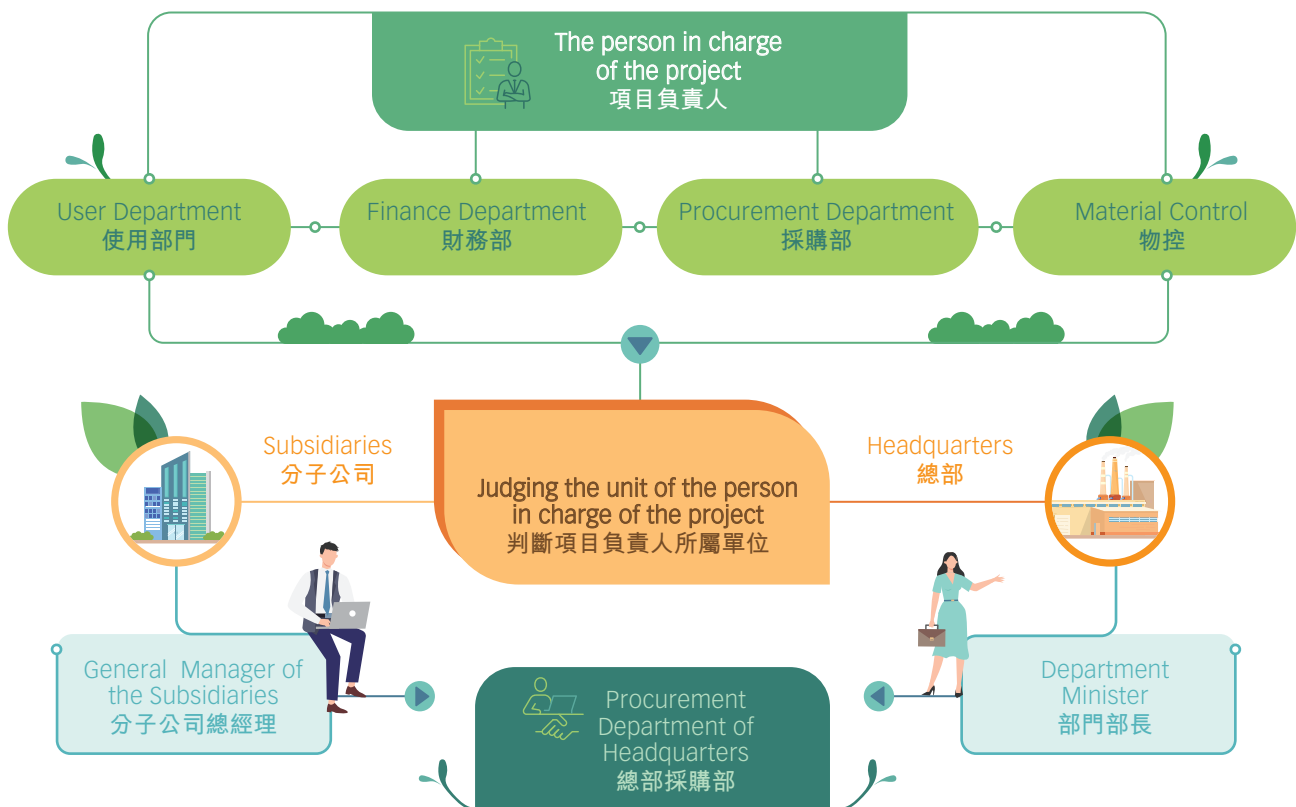 The person in charge
of the project
項目負責人
User Department
使用部門
Finance Department
財務部
Procurement Department
採購部
Material Control
物控
Subsidiaries
分子公司
Headquarters
總部
Judging the unit of the person
in charge of the project
判斷項目負責人所屬單位
General Manager of
the Subsidiaries
分子公司總經理
Procurement
Department of
Headquarters
總部採購部
Department
Minister
部門部長